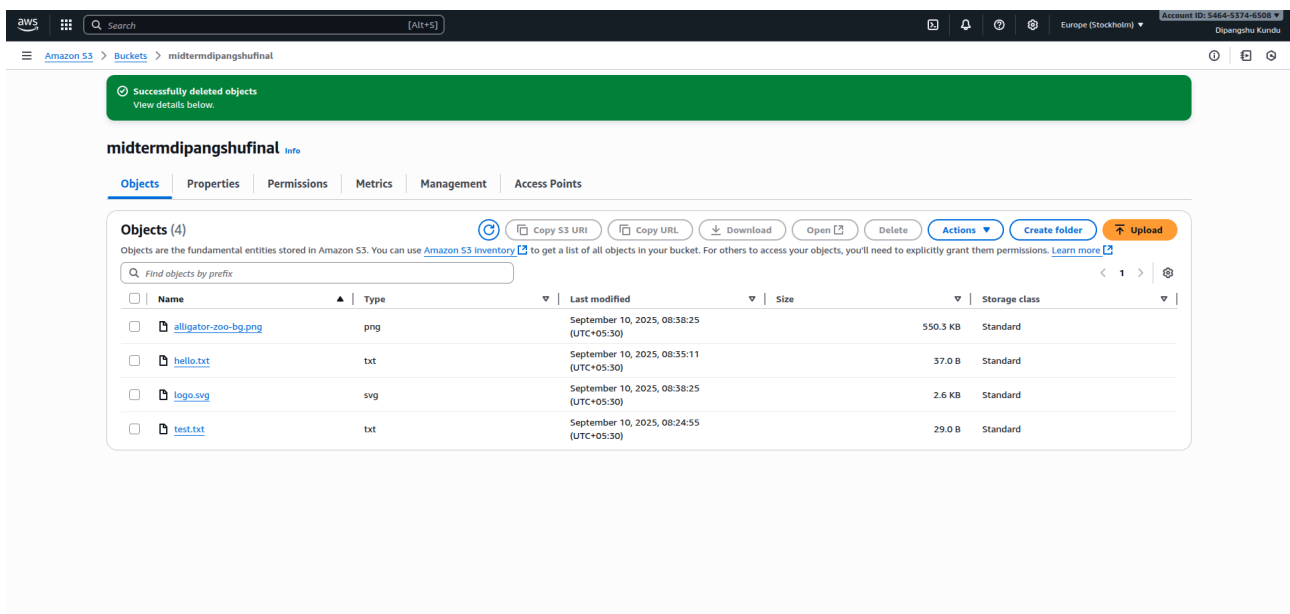 aws
Search [Alt+S]
Europe (Stockholm) ▼
Account ID: 5464-5374-6508 ▼
Dipangshu Kundu
Amazon S3 > Buckets > midtermdipangshufinal
Successfully deleted objects
View details below.
midtermdipangshufinal Info
Objects Properties Permissions Metrics Management Access Points
Objects (4)
Copy S3 URI Copy URL Download Open Delete Actions ▼ Create folder Upload
Objects are the fundamental entities stored in Amazon S3. You can use Amazon S3 inventory to get a list of all objects in your bucket. For others to access your objects, you'll need to explicitly grant them permissions. Learn more
Find objects by prefix
< 1 >
Name Type Last modified Size Storage class
alligator-zoo-bg.png png September 10, 2025, 08:38:25 (UTC+05:30) 550.3 KB Standard
hello.txt txt September 10, 2025, 08:35:11 (UTC+05:30) 37.0 B Standard
logo.svg svg September 10, 2025, 08:38:25 (UTC+05:30) 2.6 KB Standard
test.txt txt September 10, 2025, 08:24:55 (UTC+05:30) 29.0 B Standard